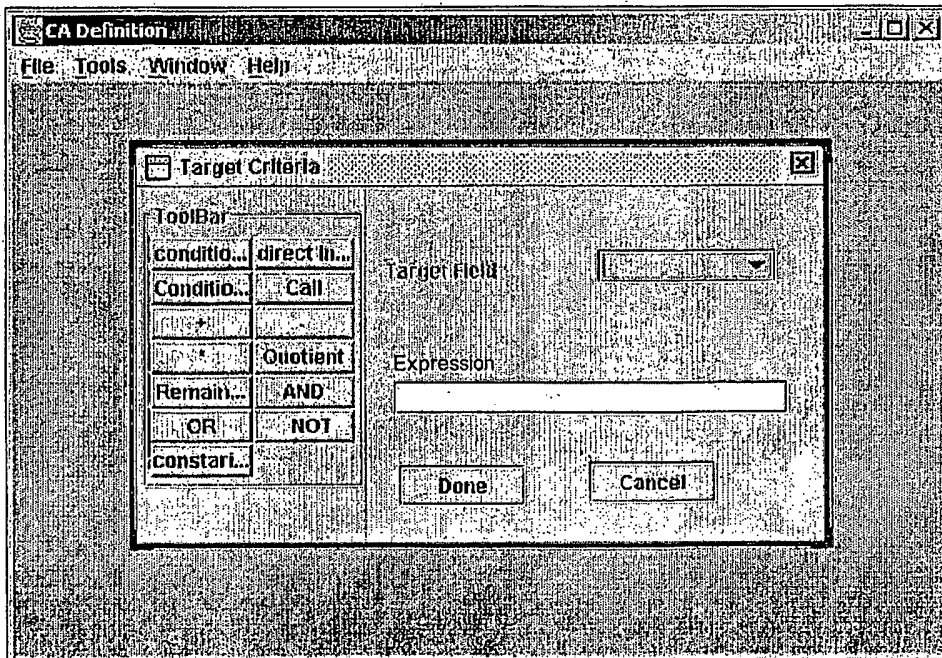 CA Definition
File Tools Window Help
Target Criteria
ToolBar
conditio... direct in...
Conditio... Call
+ -
* Quotient
Remain... AND
OR NOT
constari...
Target Field
Expression
Done Cancel